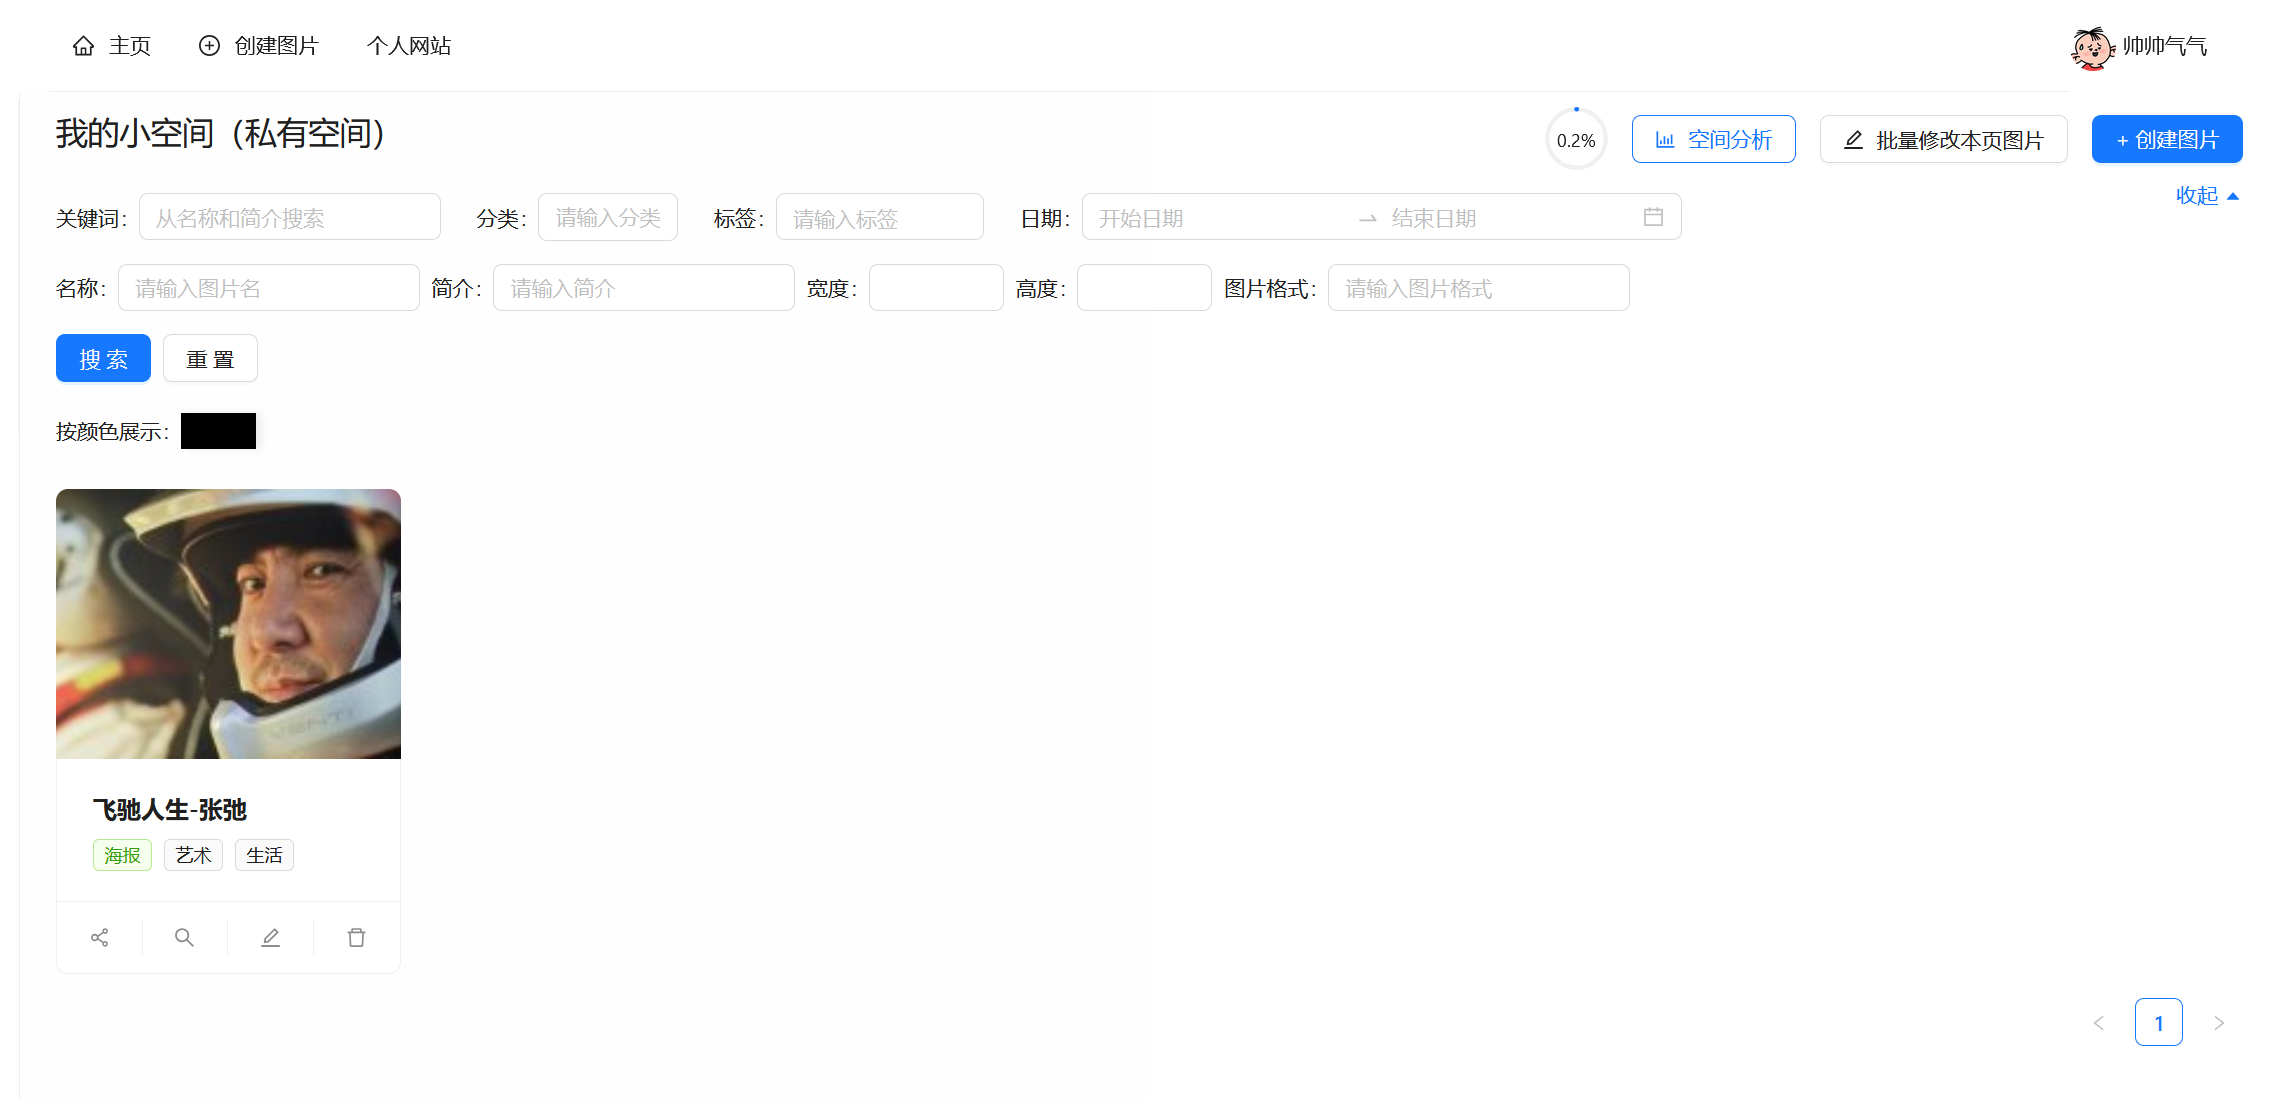 主页 创建图片 个人网站 帅帅气气
我的小空间（私有空间） 0.2% 空间分析 批量修改本页图片 + 创建图片
收起
关键词： 从名称和简介搜索 分类： 请输入分类 标签： 请输入标签 日期： 开始日期 → 结束日期
名称： 请输入图片名 简介： 请输入简介 宽度： 高度： 图片格式： 请输入图片格式
搜 索 重 置
按颜色展示：
飞驰人生-张弛
海报 艺术 生活
< 1 >